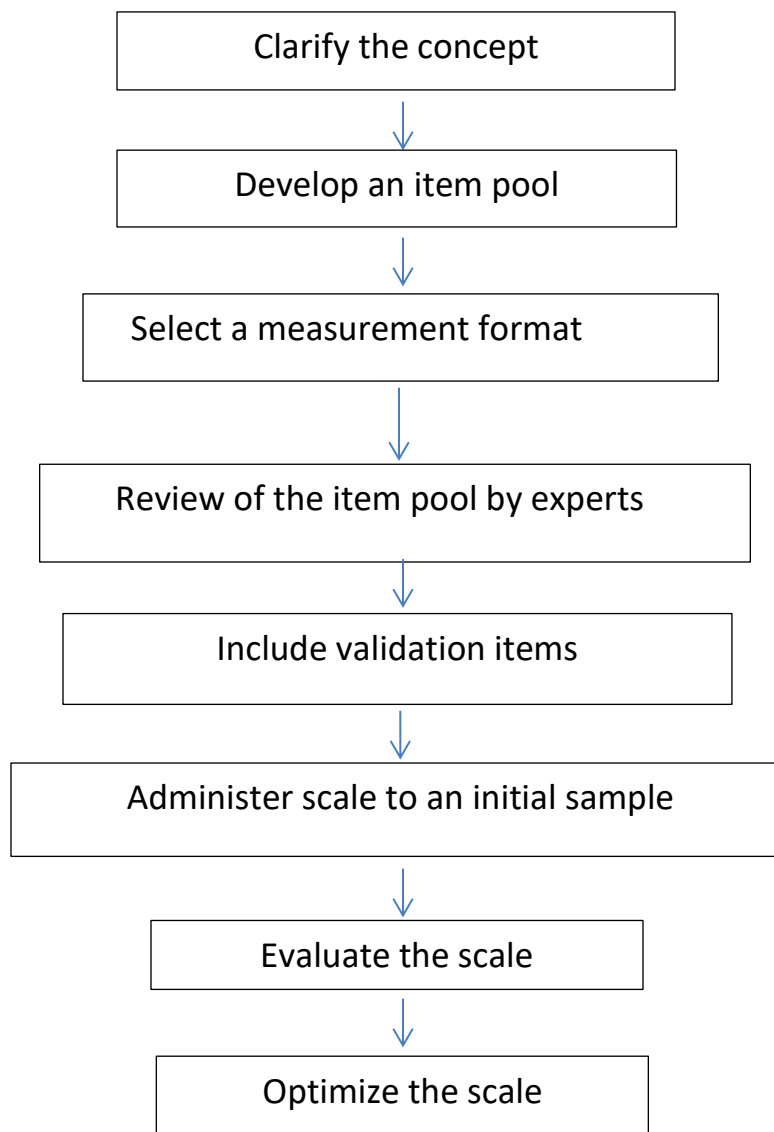 Clarify the concept
Develop an item pool
Select a measurement format
Review of the item pool by experts
Include validation items
Administer scale to an initial sample
Evaluate the scale
Optimize the scale